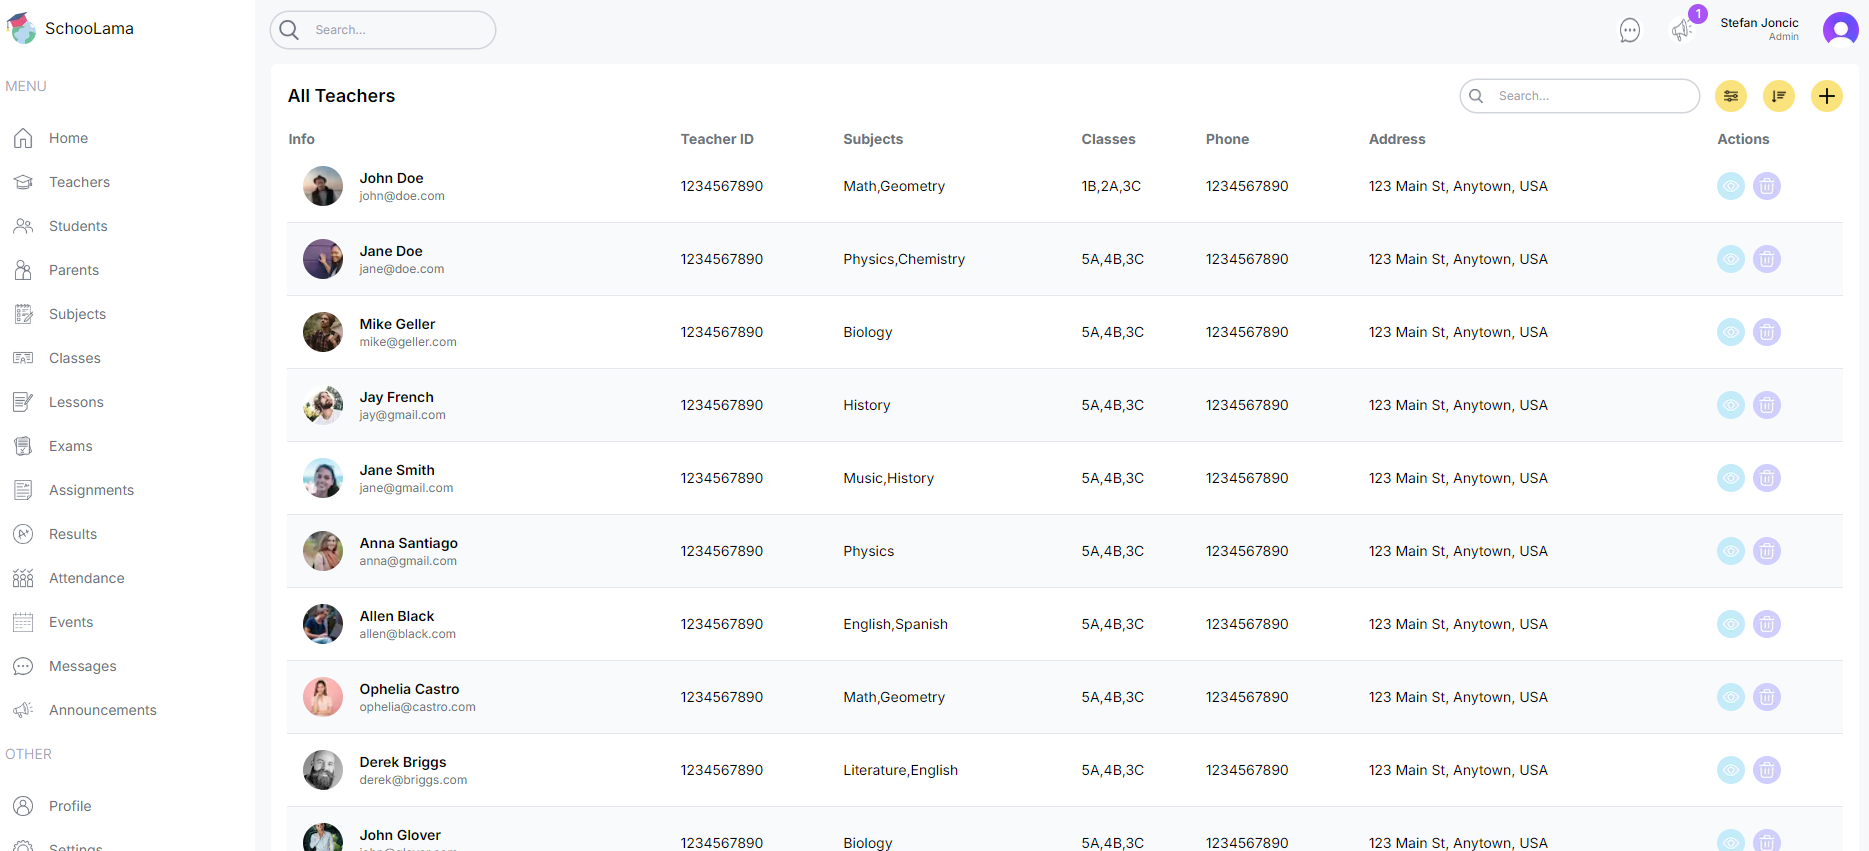 SchooLama
Search...
1
Stefan Joncic
Admin
MENU
Home
Teachers
Students
Parents
Subjects
Classes
Lessons
Exams
Assignments
Results
Attendance
Events
Messages
Announcements
OTHER
Profile
Settings
All Teachers
Search...
Info Teacher ID Subjects Classes Phone Address Actions
John Doe
john@doe.com
1234567890 Math,Geometry 1B,2A,3C 1234567890 123 Main St, Anytown, USA
Jane Doe
jane@doe.com
1234567890 Physics,Chemistry 5A,4B,3C 1234567890 123 Main St, Anytown, USA
Mike Geller
mike@geller.com
1234567890 Biology 5A,4B,3C 1234567890 123 Main St, Anytown, USA
Jay French
jay@gmail.com
1234567890 History 5A,4B,3C 1234567890 123 Main St, Anytown, USA
Jane Smith
jane@gmail.com
1234567890 Music,History 5A,4B,3C 1234567890 123 Main St, Anytown, USA
Anna Santiago
anna@gmail.com
1234567890 Physics 5A,4B,3C 1234567890 123 Main St, Anytown, USA
Allen Black
allen@black.com
1234567890 English,Spanish 5A,4B,3C 1234567890 123 Main St, Anytown, USA
Ophelia Castro
ophelia@castro.com
1234567890 Math,Geometry 5A,4B,3C 1234567890 123 Main St, Anytown, USA
Derek Briggs
derek@briggs.com
1234567890 Literature,English 5A,4B,3C 1234567890 123 Main St, Anytown, USA
John Glover
1234567890 Biology 5A,4B,3C 1234567890 123 Main St, Anytown, USA